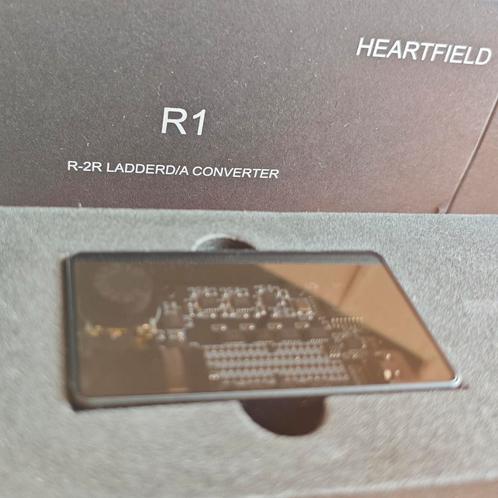 HEARTFIELD
R1
R-2R LADDERD/A CONVERTER